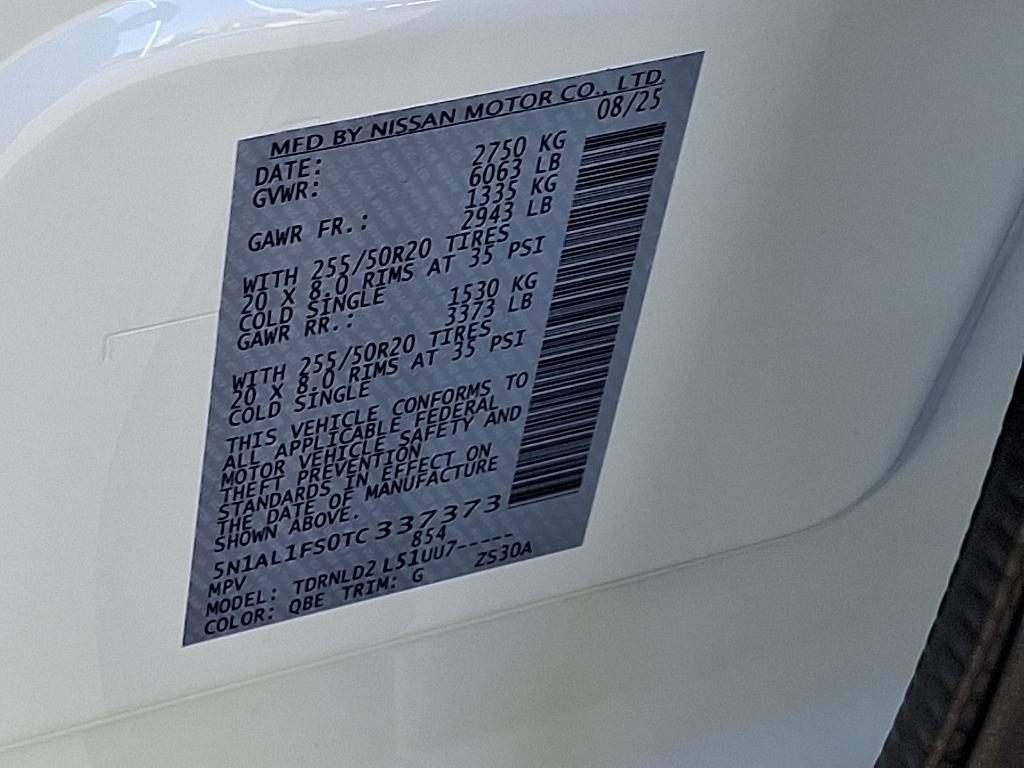 MFD BY NISSAN MOTOR CO., LTD.
DATE: 08/25
GVWR: 2750 KG
6063 LB
GAWR FR.: 1335 KG
2943 LB
WITH 255/50R20 TIRES
20 X 8.0 RIMS AT 35 PSI
COLD SINGLE
GAWR RR.: 1530 KG
3373 LB
WITH 255/50R20 TIRES
20 X 8.0 RIMS AT 35 PSI
COLD SINGLE
THIS VEHICLE CONFORMS TO
ALL APPLICABLE FEDERAL
MOTOR VEHICLE SAFETY AND
THEFT PREVENTION
STANDARDS IN EFFECT ON
THE DATE OF MANUFACTURE
SHOWN ABOVE.
5N1AL1FS0TC337373
MPV 854
MODEL: TDRNLD2 L51UU7-----
COLOR: QBE TRIM: G ZS30A